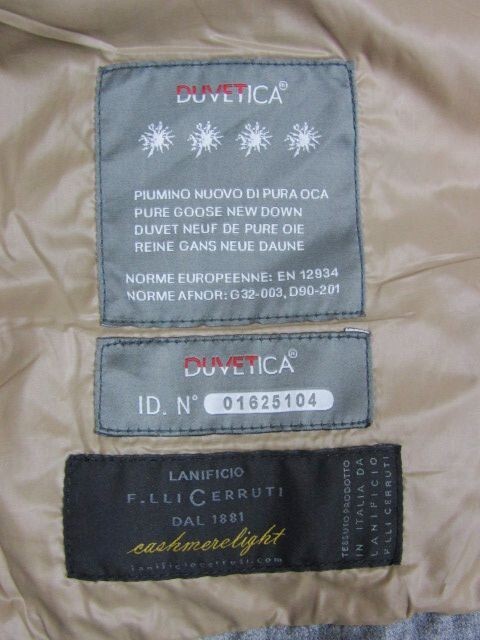 DUVETICA®
PIUMINO NUOVO DI PURA OCA
PURE GOOSE NEW DOWN
DUVET NEUF DE PURE OIE
REINE GANS NEUE DAUNE
NORME EUROPEENNE: EN 12934
NORME AFNOR: G32-003, D90-201
DUVETICA®
ID. N° 01625104
LANIFICIO
F.LLI CERRUTI
DAL 1881
cashmerelight
lanificiocerruti.com
TESSUTO PRODOTTO
IN ITALIA DA
LANIFICIO
F.LLI CERRUTI